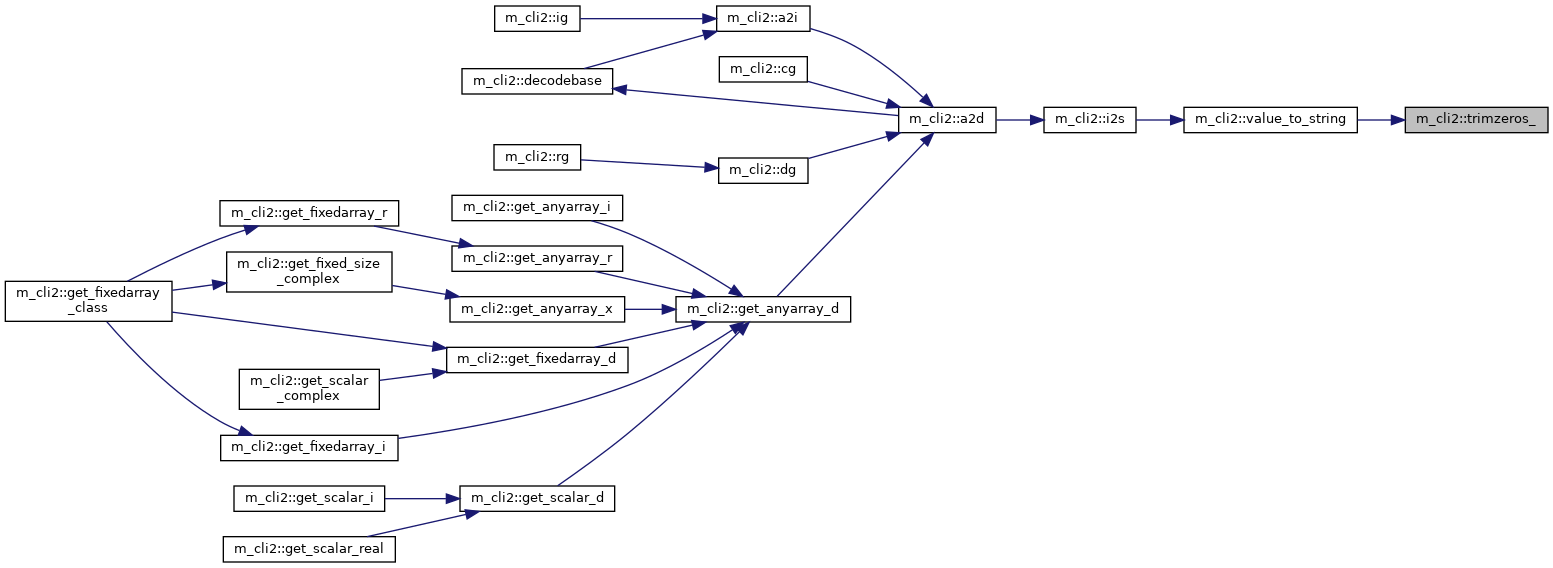 m_cli2::ig
m_cli2::a2i
m_cli2::decodebase
m_cli2::cg
m_cli2::a2d
m_cli2::i2s
m_cli2::value_to_string
m_cli2::trimzeros_
m_cli2::rg
m_cli2::dg
m_cli2::get_anyarray_i
m_cli2::get_fixedarray_r
m_cli2::get_anyarray_r
m_cli2::get_fixed_size
_complex
m_cli2::get_fixedarray
_class
m_cli2::get_anyarray_x
m_cli2::get_anyarray_d
m_cli2::get_fixedarray_d
m_cli2::get_scalar
_complex
m_cli2::get_fixedarray_i
m_cli2::get_scalar_i
m_cli2::get_scalar_d
m_cli2::get_scalar_real